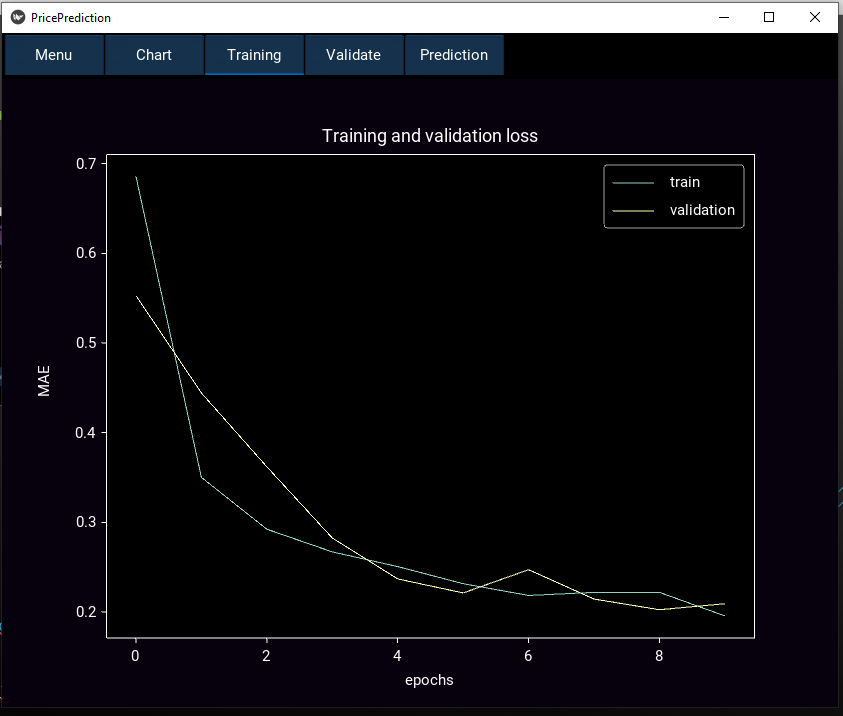 PricePrediction
Menu Chart Training Validate Prediction
Training and validation loss
train
validation
0.7
0.6
0.5
0.4
0.3
0.2
MAE
0 2 4 6 8
epochs